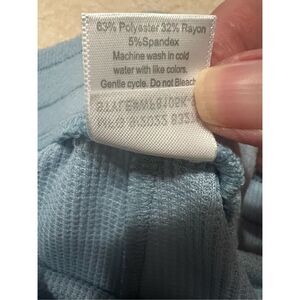 63% Polyester 32% Rayon
5%Spandex
Machine wash in cold
water with like colors.
Gentle cycle. Do not Bleach